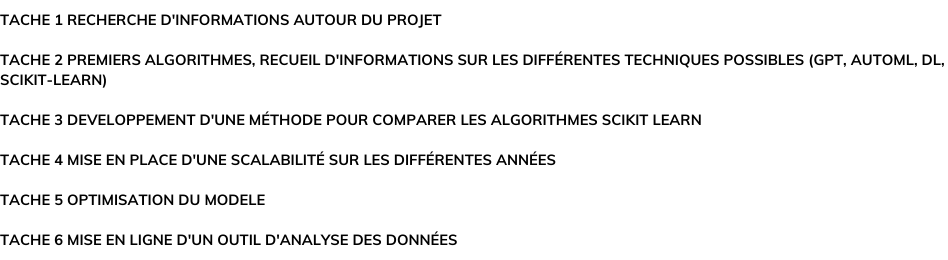 TACHE 1 RECHERCHE D'INFORMATIONS AUTOUR DU PROJET
TACHE 2 PREMIERS ALGORITHMES, RECUEIL D'INFORMATIONS SUR LES DIFFÉRENTES TECHNIQUES POSSIBLES (GPT, AUTOML, DL,
SCIKIT-LEARN)
TACHE 3 DEVELOPPEMENT D'UNE MÉTHODE POUR COMPARER LES ALGORITHMES SCIKIT LEARN
TACHE 4 MISE EN PLACE D'UNE SCALABILITÉ SUR LES DIFFÉRENTES ANNÉES
TACHE 5 OPTIMISATION DU MODELE
TACHE 6 MISE EN LIGNE D'UN OUTIL D'ANALYSE DES DONNÉES